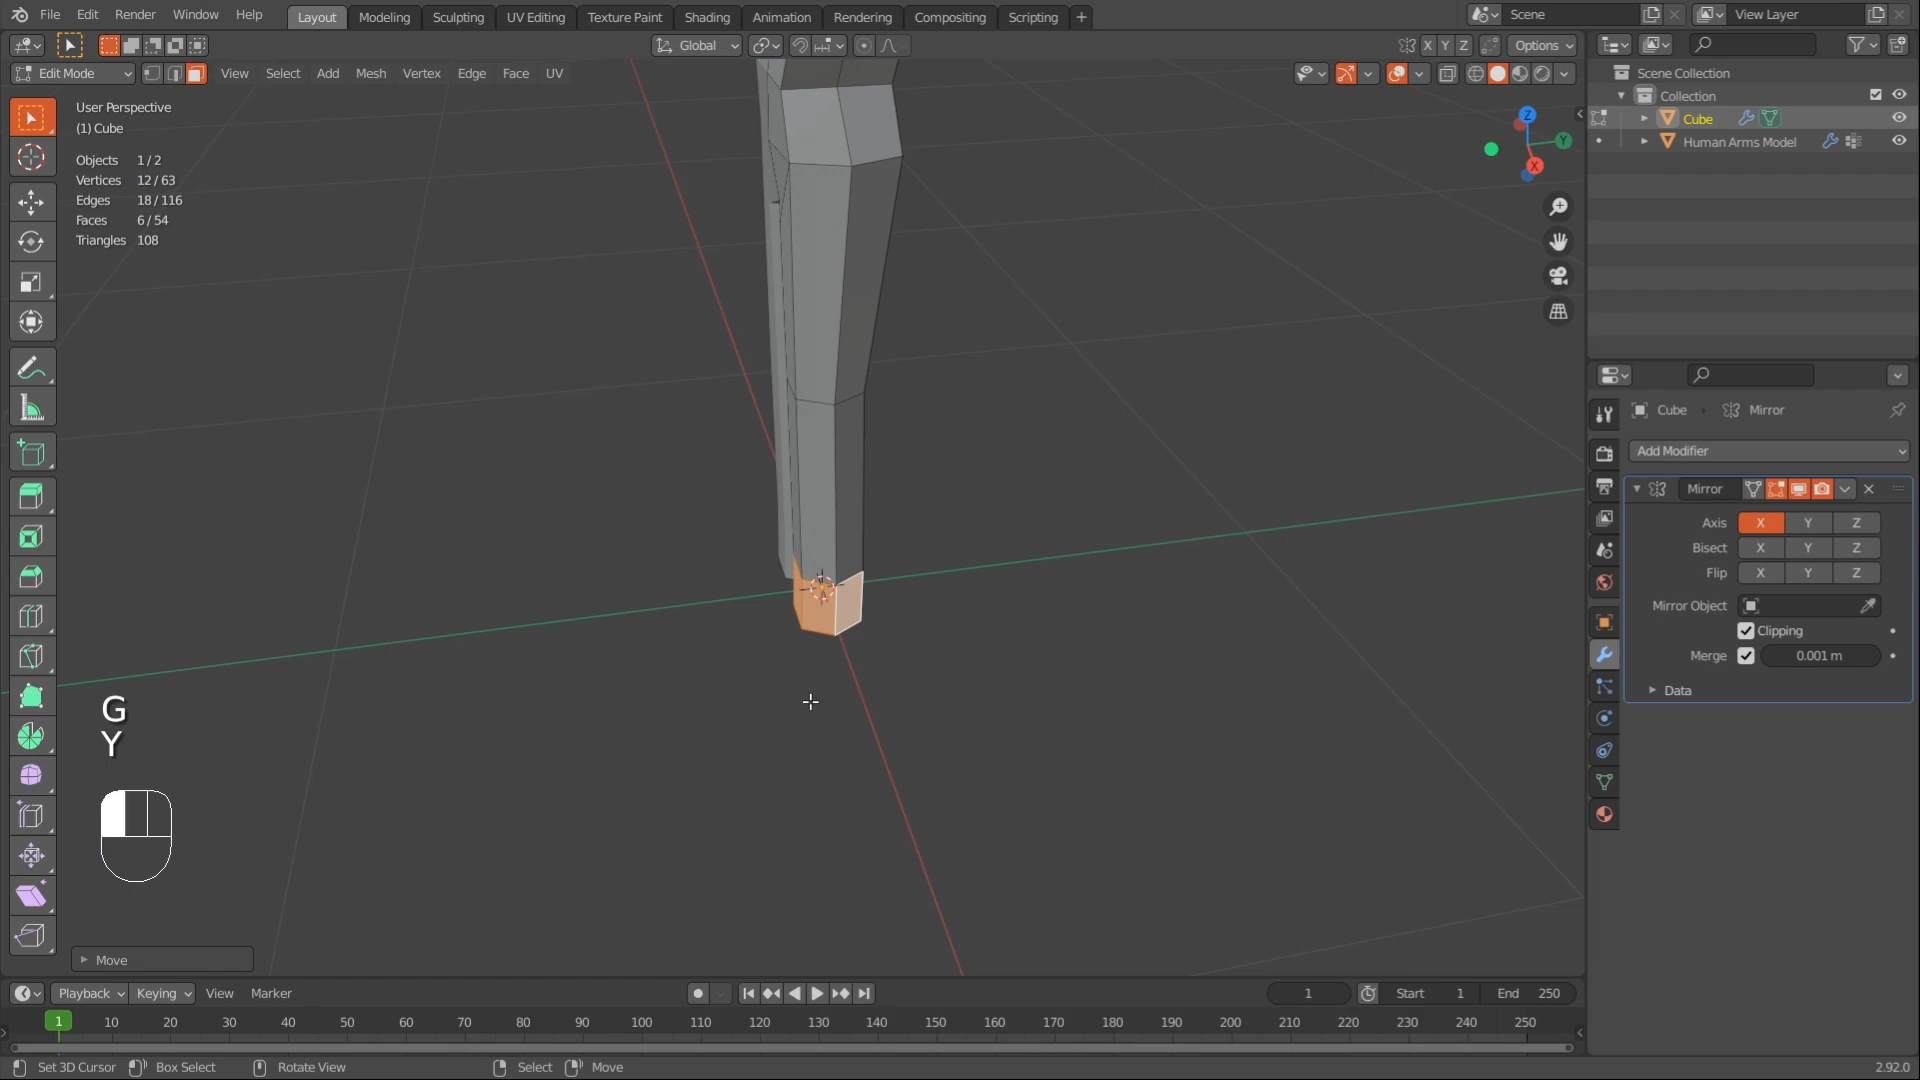 File Edit Render Window Help Layout Modeling Sculpting UV Editing Texture Paint Shading Animation Rendering Compositing Scripting + Scene View Layer
Global X Y Z Options
Edit Mode View Select Add Mesh Vertex Edge Face UV
User Perspective
(1) Cube
Objects 1 / 2
Vertices 12 / 63
Edges 18 / 116
Faces 6 / 54
Triangles 108
Z
Y
X
Scene Collection
Collection
Cube
Human Arms Model
Cube Mirror
Add Modifier
Mirror
Axis X Y Z
Bisect X Y Z
Flip X Y Z
Mirror Object
Clipping
Merge 0.001 m
Data
G
Y
Move
Playback Keying View Marker 1 Start 1 End 250
1 10 20 30 40 50 60 70 80 90 100 110 120 130 140 150 160 170 180 190 200 210 220 230 240 250
Set 3D Cursor Box Select Rotate View Select Move 2.92.0